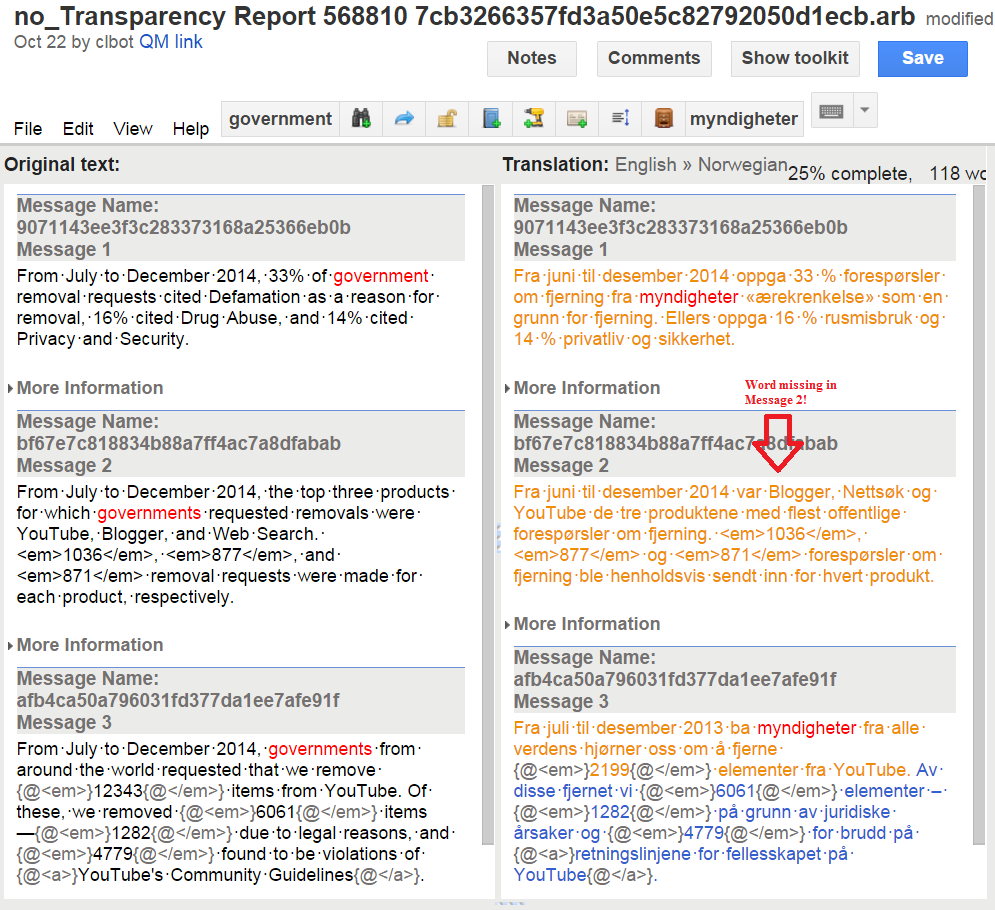 no_Transparency Report 568810 7cb3266357fd3a50e5c82792050d1ecb.arb modified
Oct 22 by clbot QM link
Notes Comments Show toolkit Save
File Edit View Help government myndigheter
Original text:
From·July·to·December·2014,·33%·of·government·
Message Name:
9071143ee3f3c283373168a25366eb0b
Message 1
removal·requests·cited·Defamation·as·a·reason·for·
removal,·16%·cited·Drug·Abuse,·and·14%·cited·
Privacy·and·Security.
More Information
Message Name:
bf67e7c818834b88a7ff4ac7a8dfabab
Message 2
From·July·to·December·2014,·the·top·three·products·
for·which·governments·requested·removals·were·
YouTube,·Blogger,·and·Web·Search.·
<em>1036</em>,·<em>877</em>,·and·
<em>871</em>·removal·requests·were·made·for·
each·product,·respectively.
More Information
Message Name:
afb4ca50a796031fd377da1ee7afe91f
Message 3
From·July·to·December·2014,·governments·from·
around·the·world·requested·that·we·remove·
{@<em>}12343{@</em>}·items·from·YouTube.·Of·
these,·we·removed·{@<em>}6061{@</em>}·items·
—{@<em>}1282{@</em>}·due·to·legal·reasons,·and·
{@<em>}4779{@</em>}·found·to·be·violations·of·
{@<a>}YouTube's·Community·Guidelines{@</a>}.
Translation: English » Norwegian 25% complete, 118 wo
Message Name:
9071143ee3f3c283373168a25366eb0b
Message 1
Fra·juni·til·desember·2014·oppga·33·%·forespørsler·
om·fjerning·fra·myndigheter·«ærekrenkelse»·som·en·
grunn·for·fjerning.·Ellers·oppga·16·%·rusmisbruk·og·
14·%·privatliv·og·sikkerhet.
More Information
Word missing in
Message 2!
Message Name:
bf67e7c818834b88a7ff4ac7a8dfabab
Message 2
Fra·juni·til·desember·2014·var·Blogger,·Nettsøk·og·
YouTube·de·tre·produktene·med·flest·offentlige·
forespørsler·om·fjerning.·<em>1036</em>,·
<em>877</em>·og·<em>871</em>·forespørsler·om·
fjerning·ble·henholdsvis·sendt·inn·for·hvert·produkt.
More Information
Message Name:
afb4ca50a796031fd377da1ee7afe91f
Message 3
Fra·juli·til·desember·2013·ba·myndigheter·fra·alle·
verdens·hjørner·oss·om·å·fjerne·
{@<em>}2199{@</em>}·elementer·fra·YouTube.·Av·
disse·fjernet·vi·{@<em>}6061{@</em>}·elementer·–·
{@<em>}1282{@</em>}·på·grunn·av·juridiske·
årsaker·og·{@<em>}4779{@</em>}·for·brudd·på·
{@<a>}retningslinjene·for·fellesskapet·på·
YouTube{@</a>}.